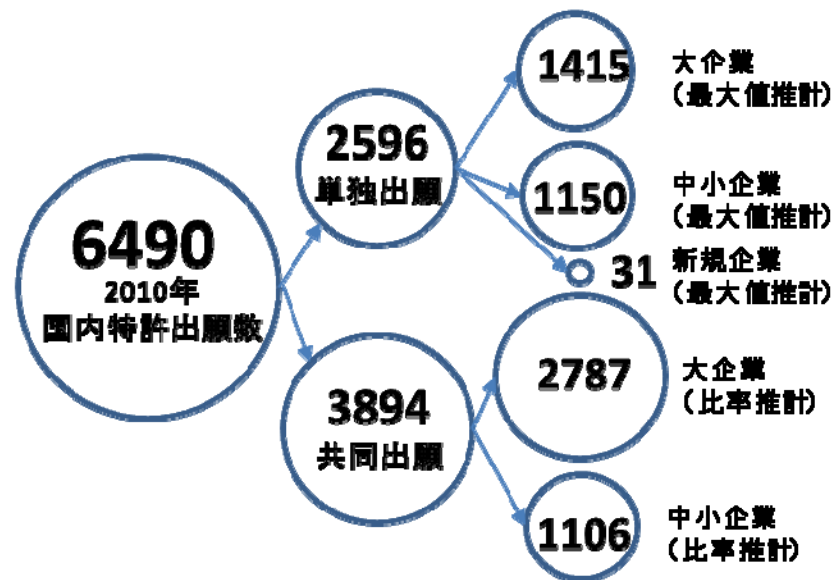 6490
2010年
国内特許出願数
2596
単独出願
3894
共同出願
1415
大企業
（最大値推計）
1150
中小企業
（最大値推計）
31
新規企業
（最大値推計）
2787
大企業
（比率推計）
1106
中小企業
（比率推計）